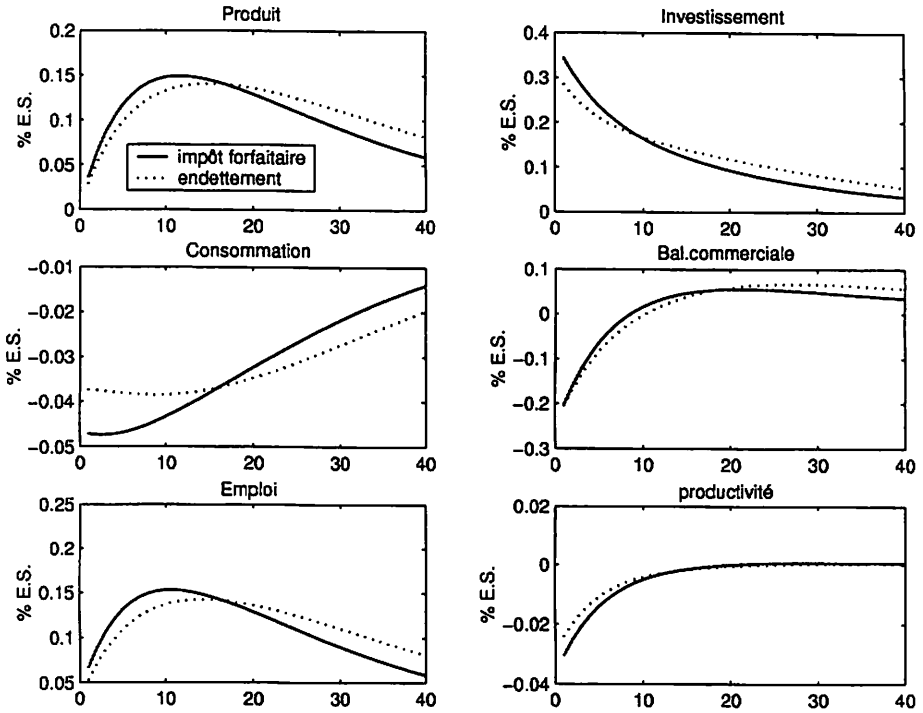 Produit
% E.S.
0.2
0.15
0.1
0.05
0
impôt forfaitaire
endettement
0 10 20 30 40
Investissement
% E.S.
0.4
0.3
0.2
0.1
0
0 10 20 30 40
Consommation
% E.S.
−0.01
−0.02
−0.03
−0.04
−0.05
0 10 20 30 40
Bal.commerciale
% E.S.
0.1
0
−0.1
−0.2
−0.3
0 10 20 30 40
Emploi
% E.S.
0.25
0.2
0.15
0.1
0.05
0 10 20 30 40
productivité
% E.S.
0.02
0
−0.02
−0.04
0 10 20 30 40